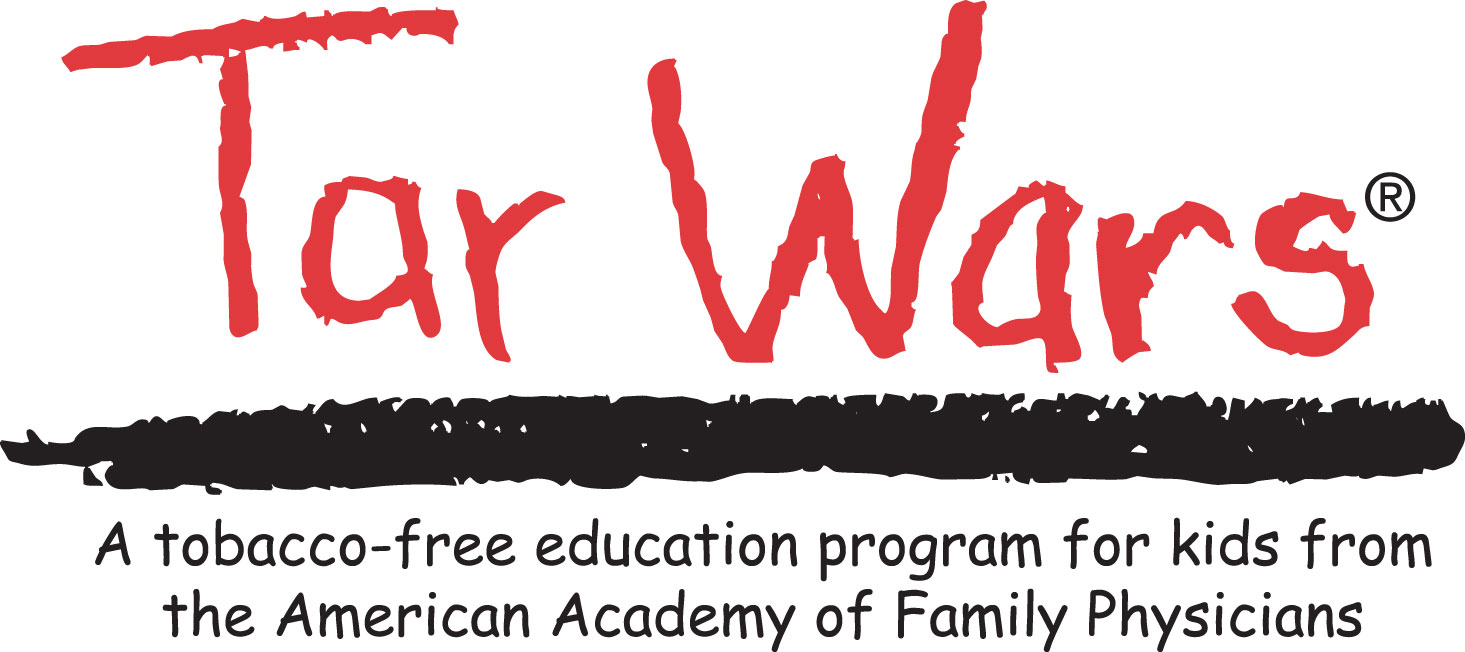 Tar Wars®
A tobacco-free education program for kids from
the American Academy of Family Physicians